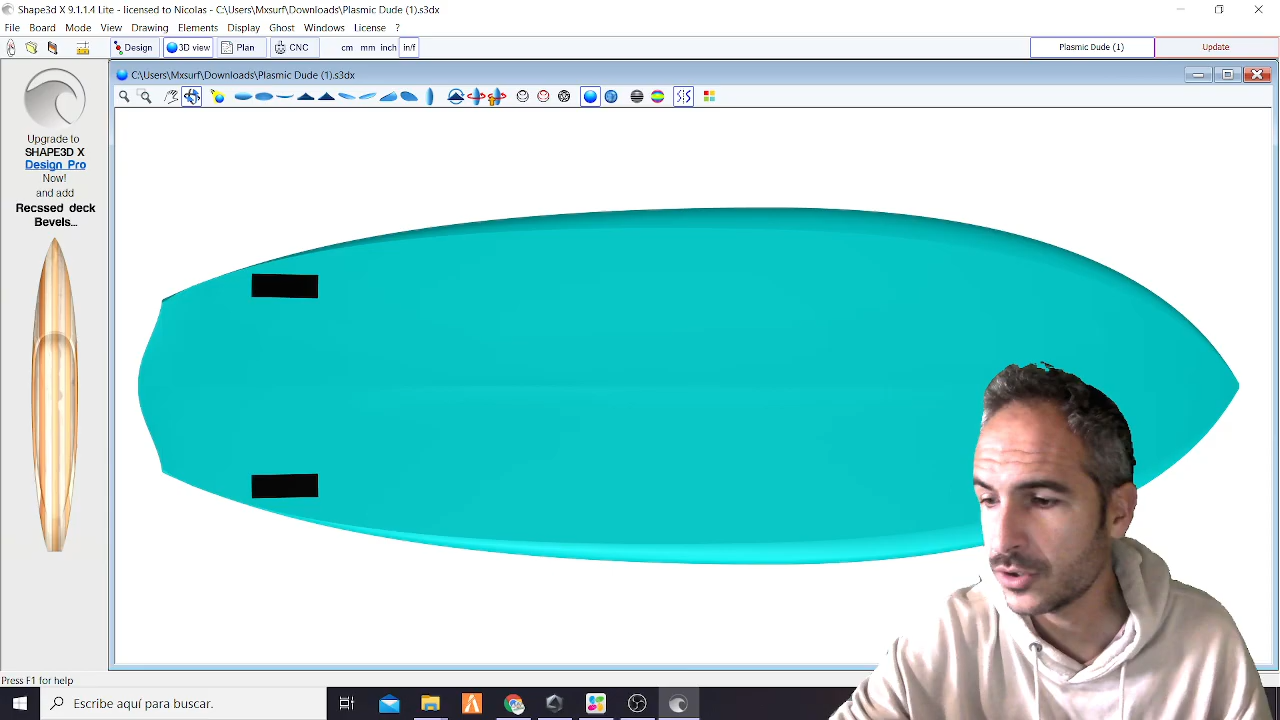 Shape3d X 9.1.1.4 Lite - licensed to Nicolas - C:\Users\Mxsurf\Downloads\Plasmic Dude (1).s3dx
File Board Mode View Drawing Elements Display Ghost Windows License ?
Design 3D view Plan CNC cm mm inch in/f Plasmic Dude (1) Update
C:\Users\Mxsurf\Downloads\Plasmic Dude (1).s3dx
Upgrade to
SHAPE3D X
Design Pro
Now!
and add
Recssed deck
Bevels...
Press F1 for help
Escribe aquí para buscar.